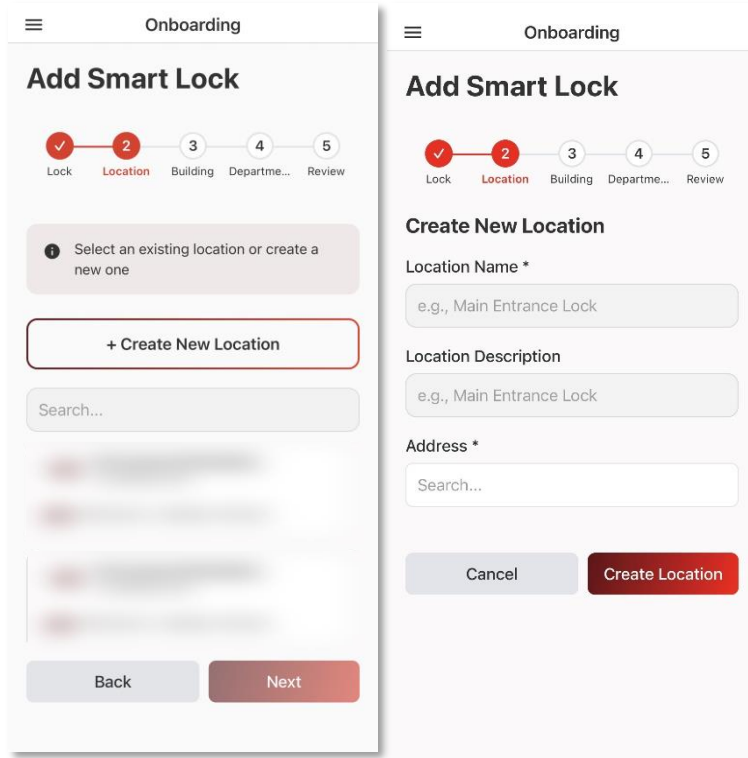 Onboarding
Add Smart Lock
2 3 4 5
Lock Location Building Departme... Review
Select an existing location or create a
new one
+ Create New Location
Search...
Back Next
Onboarding
Add Smart Lock
2 3 4 5
Lock Location Building Departme... Review
Create New Location
Location Name *
e.g., Main Entrance Lock
Location Description
e.g., Main Entrance Lock
Address *
Search...
Cancel Create Location